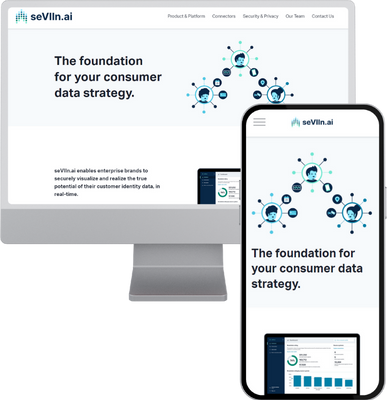 seVIIn.ai
Product & Platform Connectors Security & Privacy Our Team Contact Us
The foundation
for your consumer
data strategy.
seVIIn.ai enables enterprise brands to
securely visualize and realize the true
potential of their customer identity data, in
real-time.
seVIIn.ai
The foundation for
your consumer data
strategy.